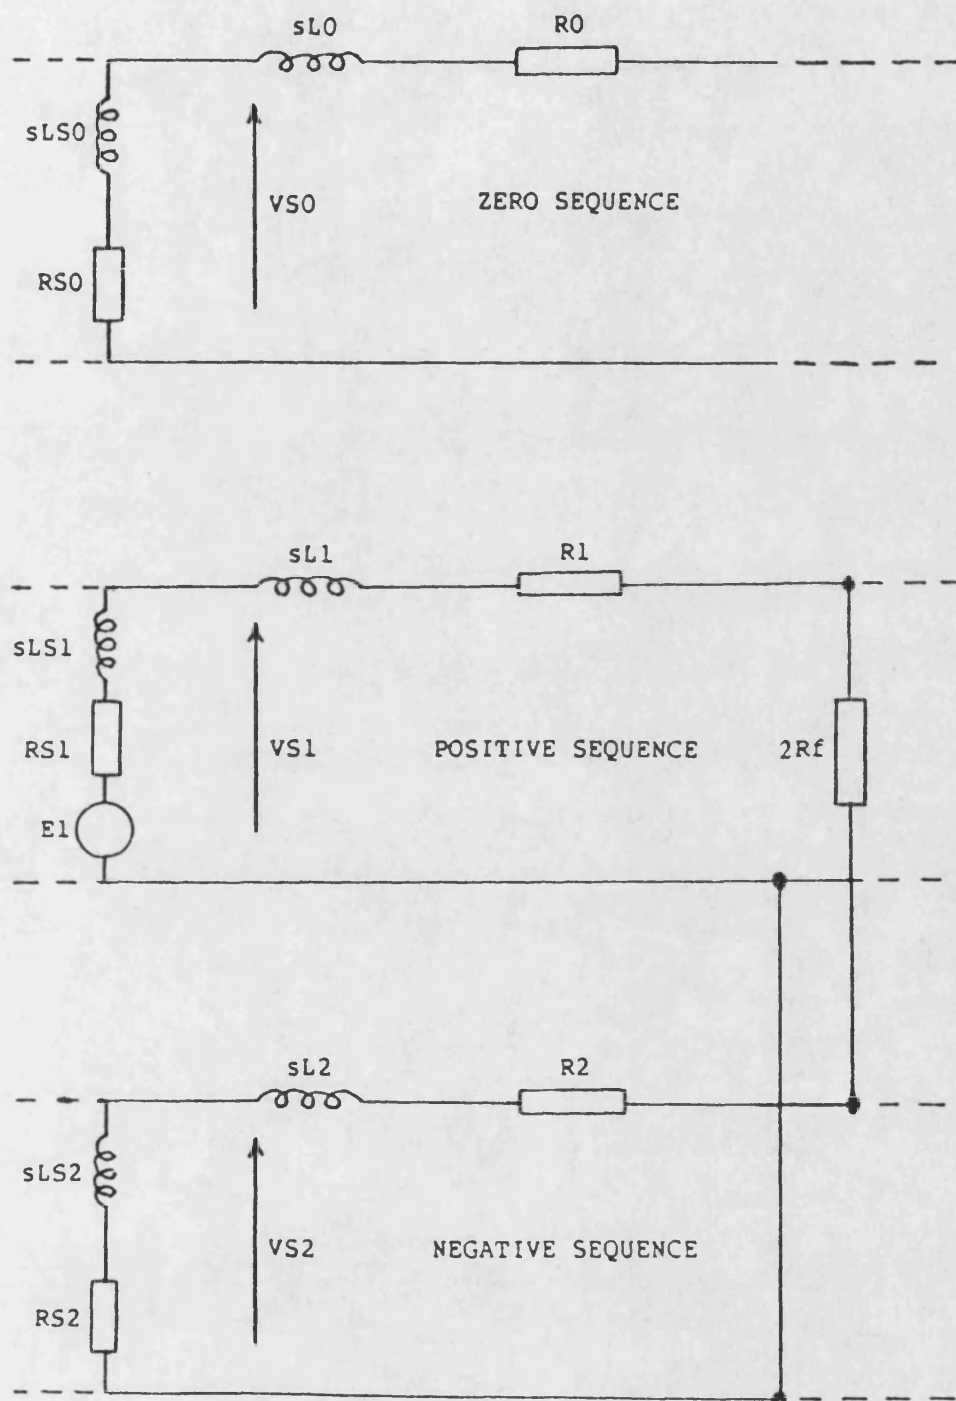 sL0
R0
sLS0
VS0
ZERO SEQUENCE
RS0
sL1
R1
sLS1
RS1
VS1
POSITIVE SEQUENCE
2Rf
E1
sL2
R2
sLS2
VS2
NEGATIVE SEQUENCE
RS2